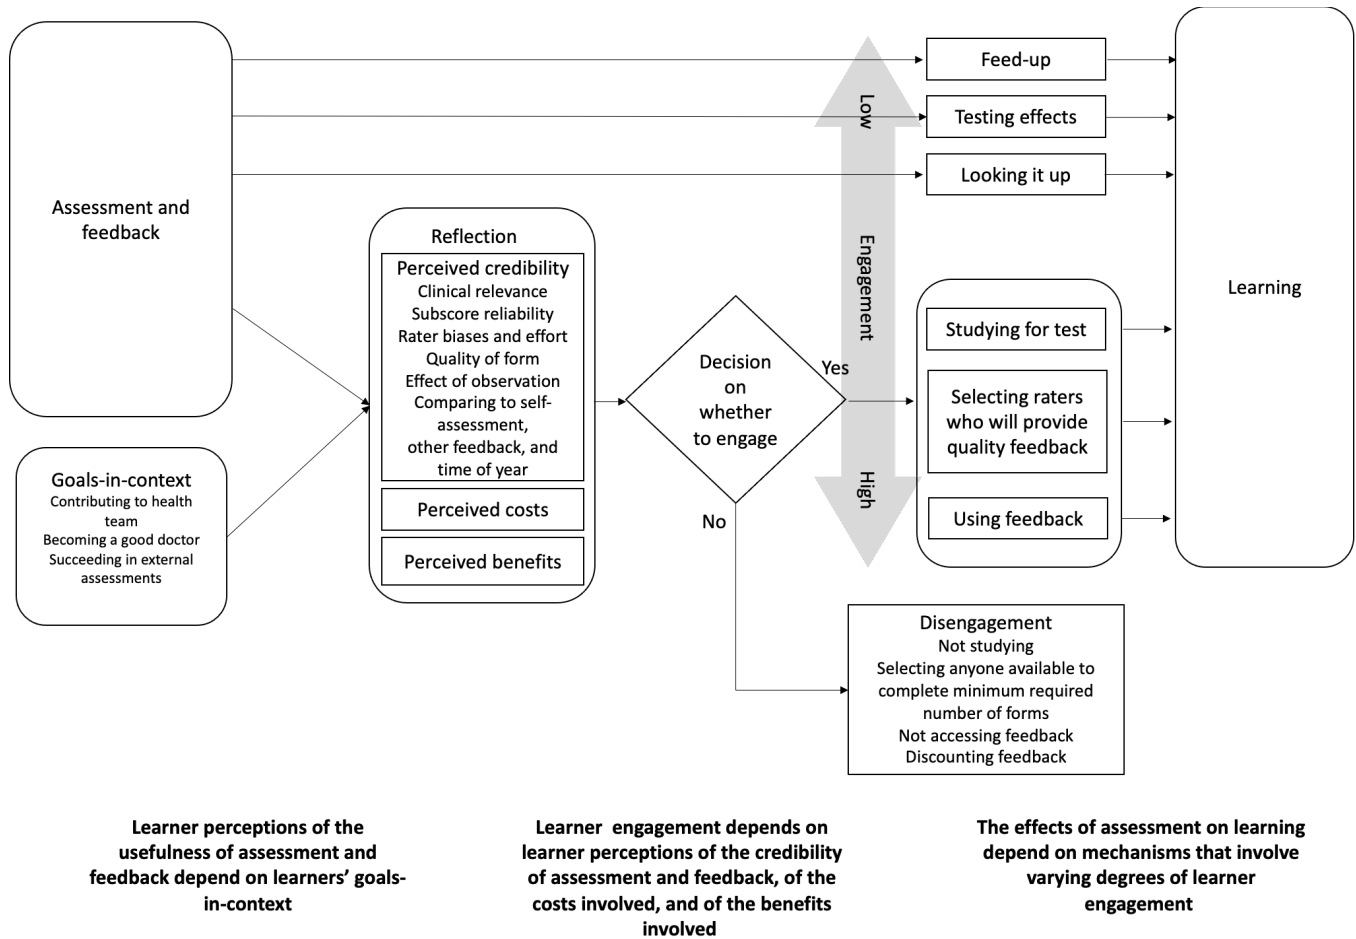 Assessment and
feedback
Goals-in-context
Contributing to health
team
Becoming a good doctor
Succeeding in external
assessments
Reflection
Perceived credibility
Clinical relevance
Subscore reliability
Rater biases and effort
Quality of form
Effect of observation
Comparing to self-
assessment,
other feedback, and
time of year
Perceived costs
Perceived benefits
Decision
on
whether
to engage
Yes
No
Low
Engagement
High
Feed-up
Testing effects
Looking it up
Studying for test
Selecting raters
who will provide
quality feedback
Using feedback
Learning
Disengagement
Not studying
Selecting anyone available to
complete minimum required
number of forms
Not accessing feedback
Discounting feedback
Learner perceptions of the
usefulness of assessment and
feedback depend on learners’ goals-
in-context
Learner engagement depends on
learner perceptions of the credibility
of assessment and feedback, of the
costs involved, and of the benefits
involved
The effects of assessment on learning
depend on mechanisms that involve
varying degrees of learner
engagement